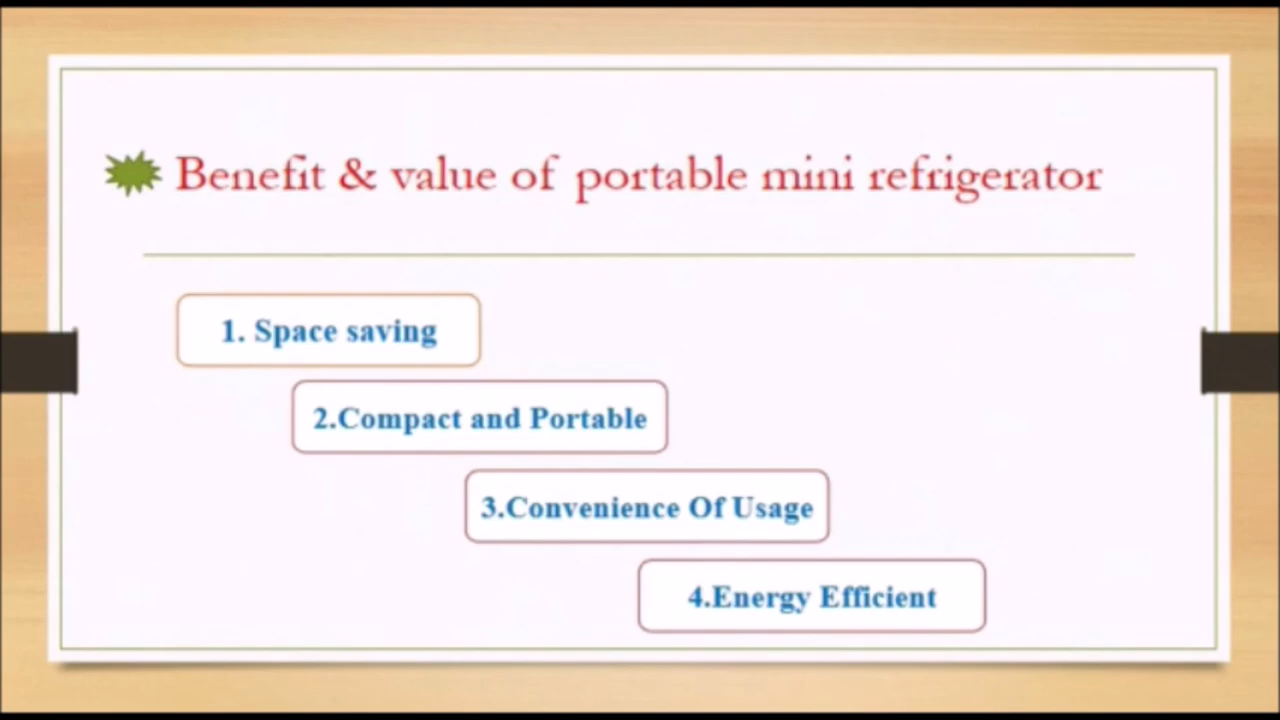 Benefit & value of portable mini refrigerator
1. Space saving
2.Compact and Portable
3.Convenience Of Usage
4.Energy Efficient